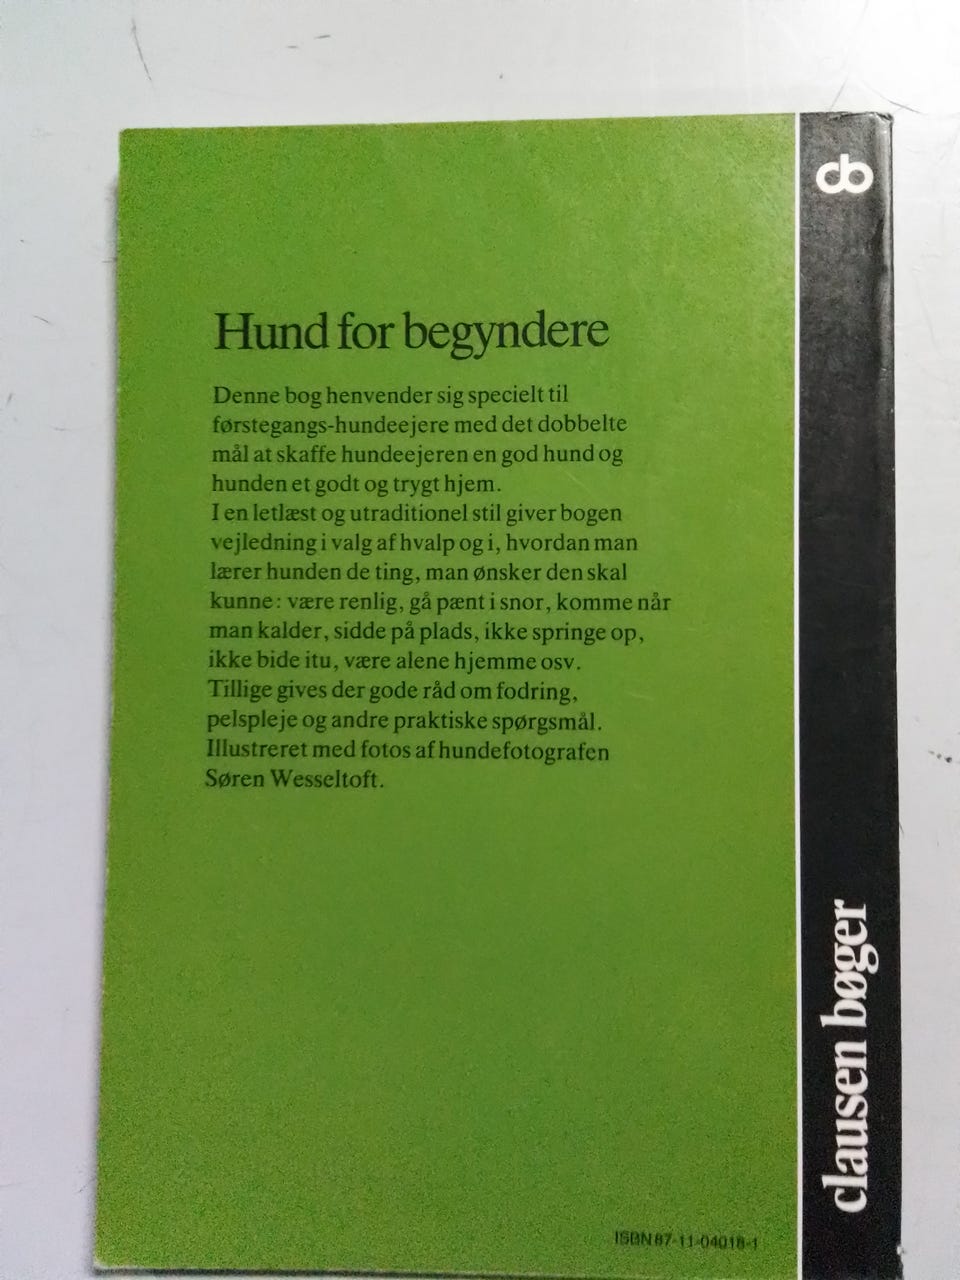 Hund for begyndere
Denne bog henvender sig specielt til
førstegangs-hundeejere med det dobbelte
mål at skaffe hundeejeren en god hund og
hunden et godt og trygt hjem.
I en letlæst og utraditionel stil giver bogen
vejledning i valg af hvalp og i, hvordan man
lærer hunden de ting, man ønsker den skal
kunne: være renlig, gå pænt i snor, komme når
man kalder, sidde på plads, ikke springe op,
ikke bide itu, være alene hjemme osv.
Tillige gives der gode råd om fodring,
pelspleje og andre praktiske spørgsmål.
Illustreret med fotos af hundefotografen
Søren Wesseltoft.
ISBN 87-11-04018-1
cb
clausen bøger